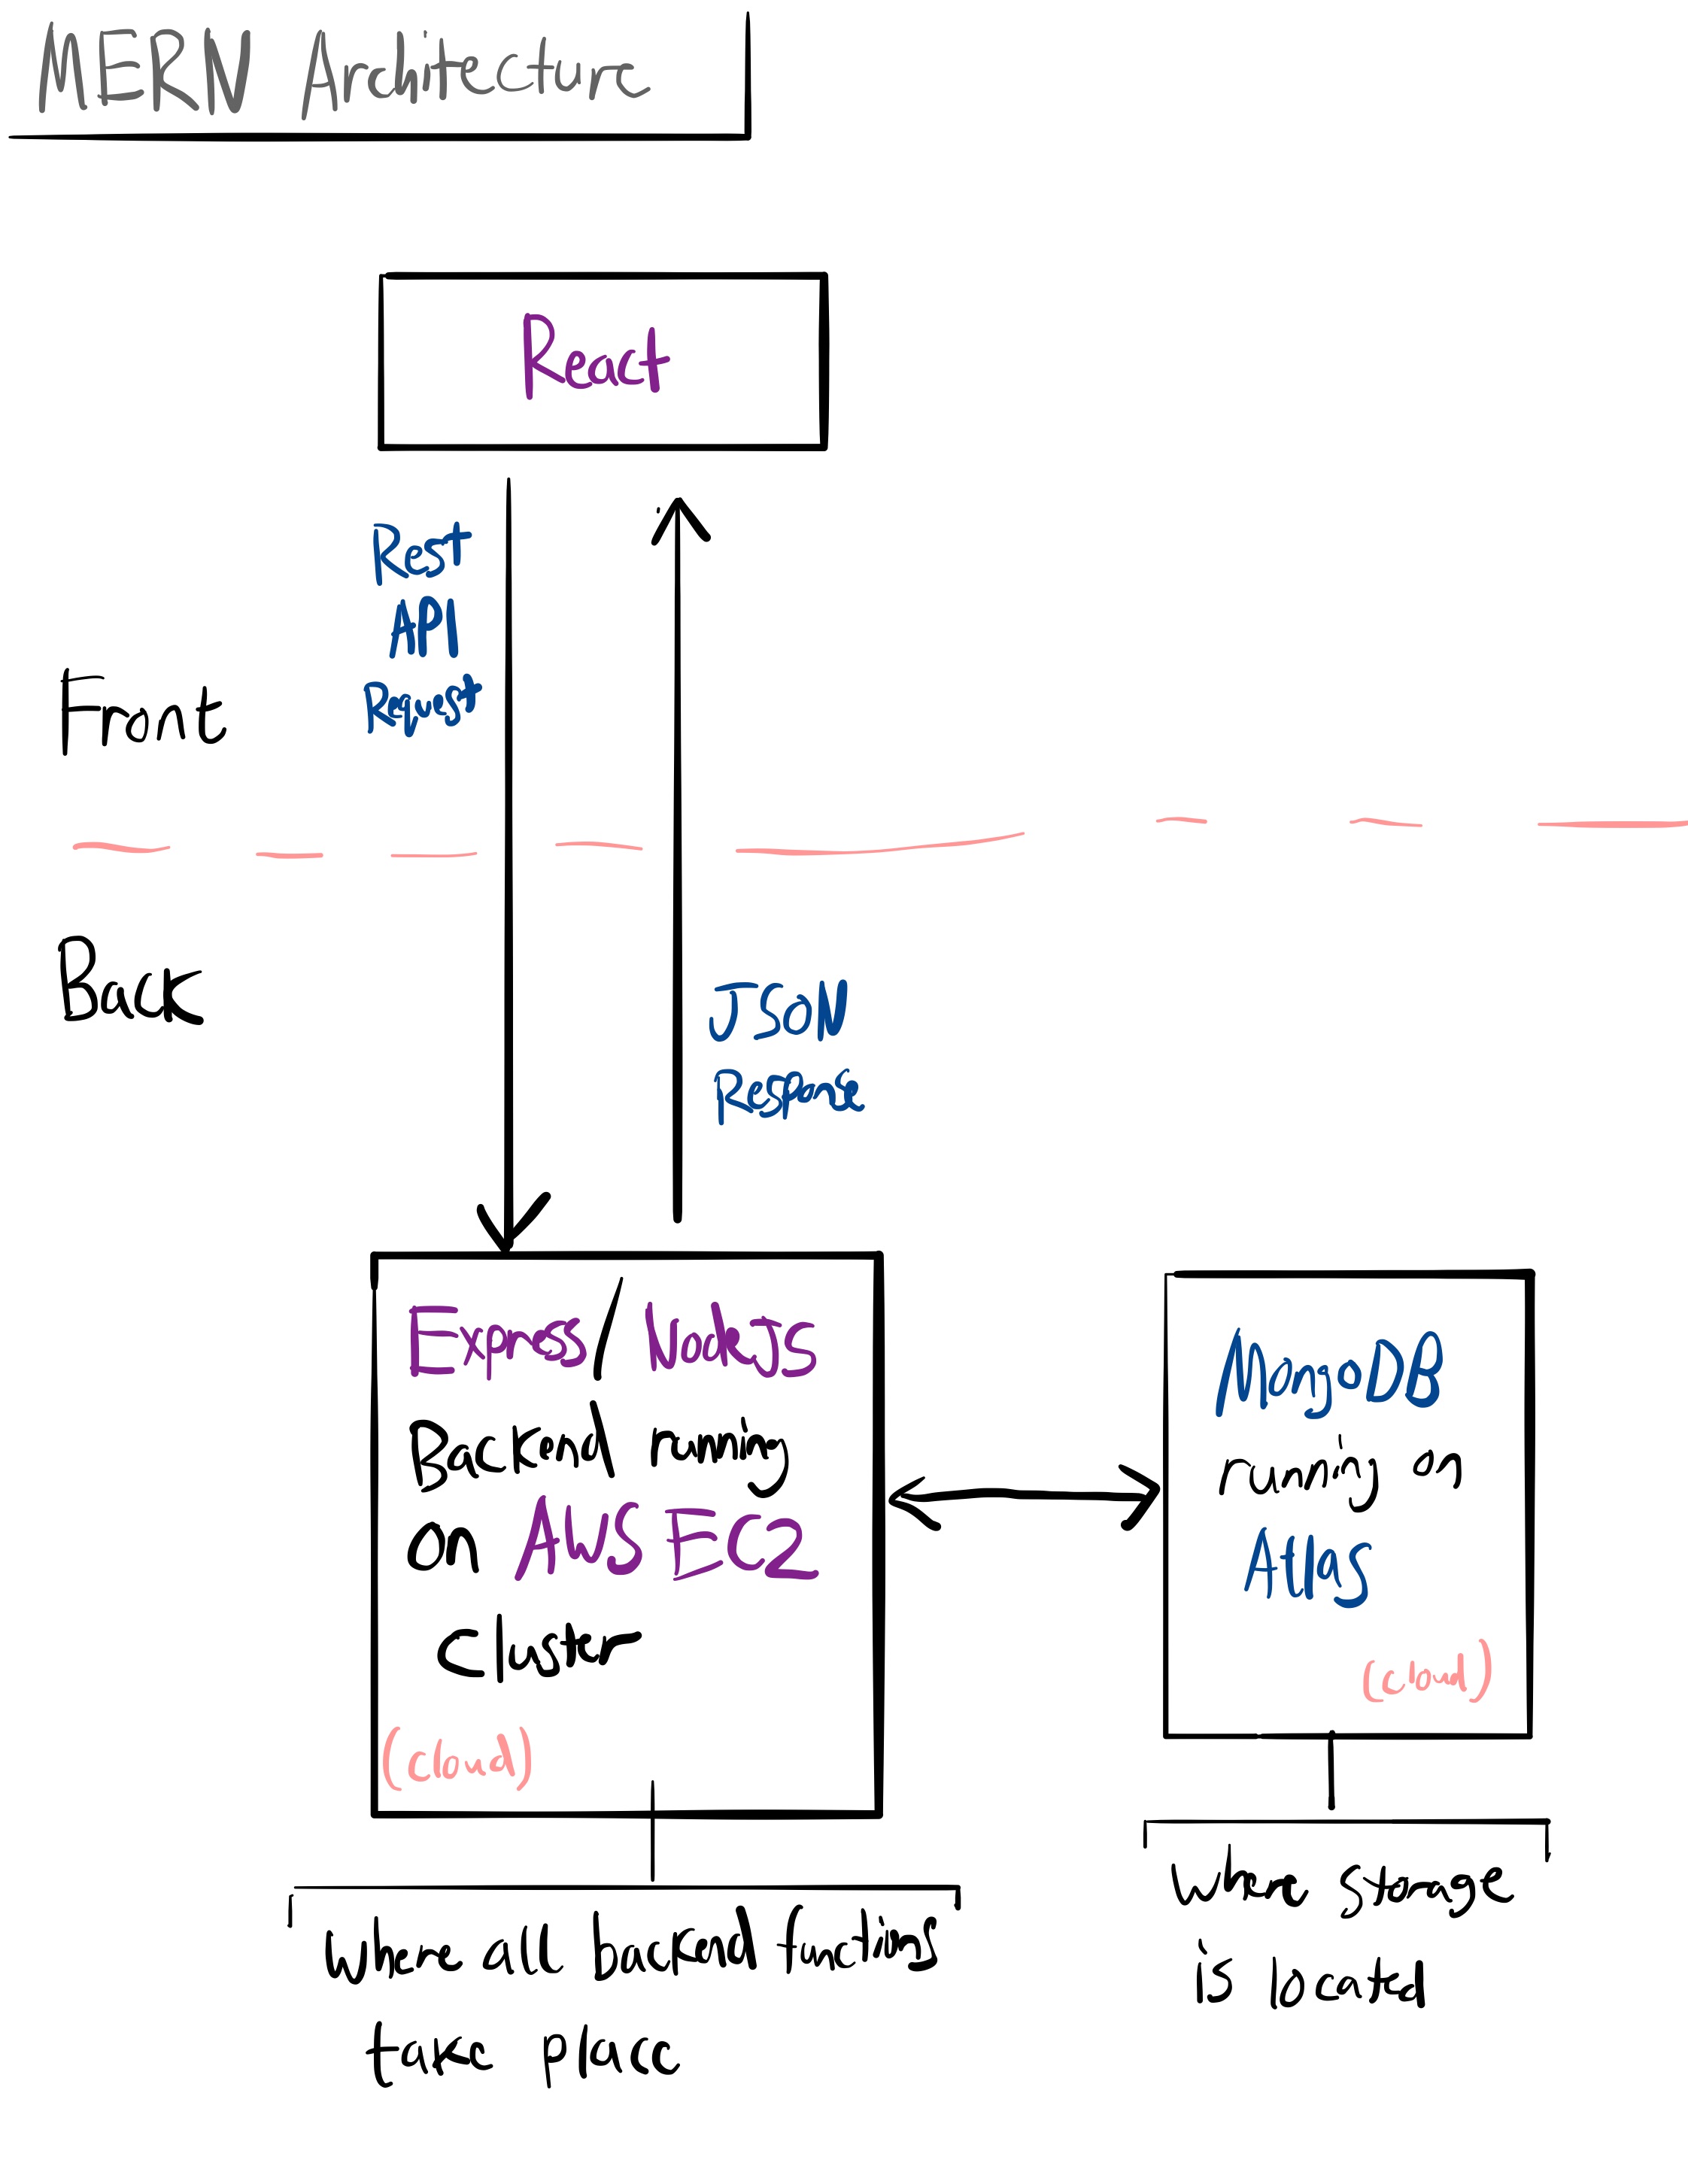 MERN Architecture
React
Rest
API
Request
Front
Back
JSON
Response
Express/NodeJS
Backend running
on AWS EC2
Cluster
(cloud)
MongoDB
running on
Atlas
(cloud)
where all backend functions
take place
where storage
is located